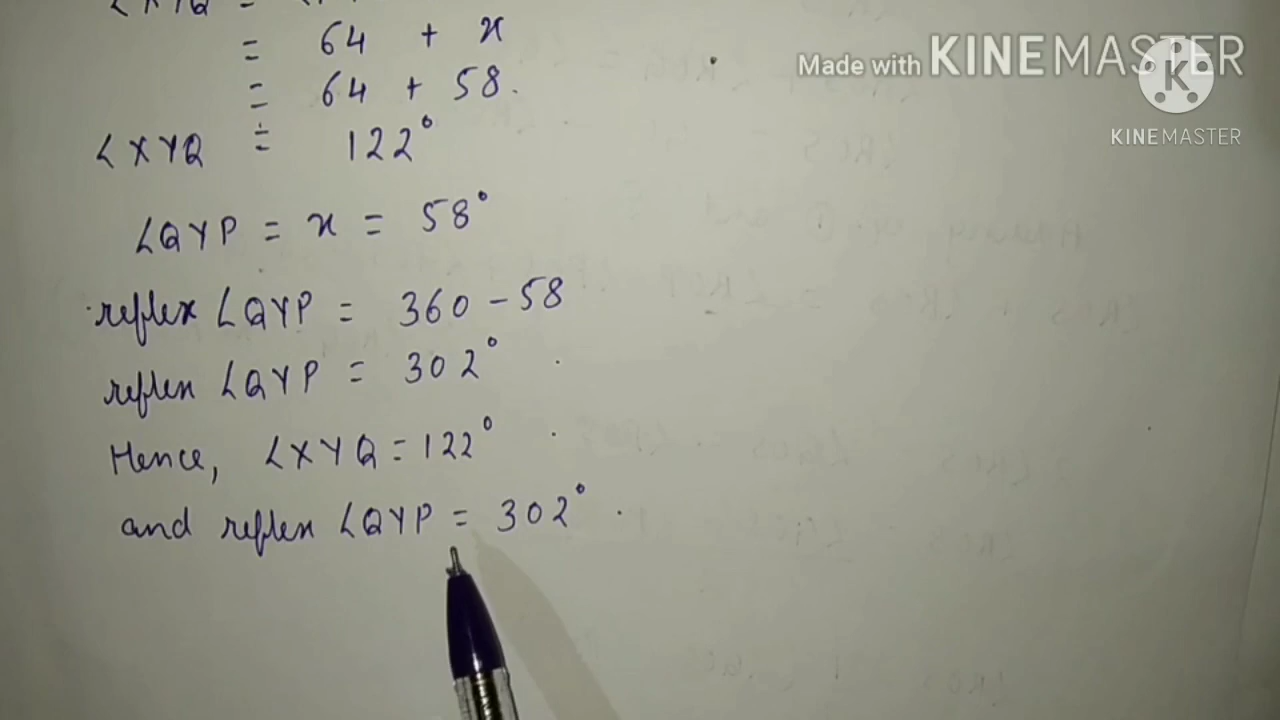 = 64 + x
= 64 + 58.
∠XYQ = 122°
∠QYP = x = 58°
reflex ∠QYP = 360 - 58
reflex ∠QYP = 302°
Hence, ∠XYQ = 122°
and reflex ∠QYP = 302°.
Made with KINEMASTER
K
KINEMASTER